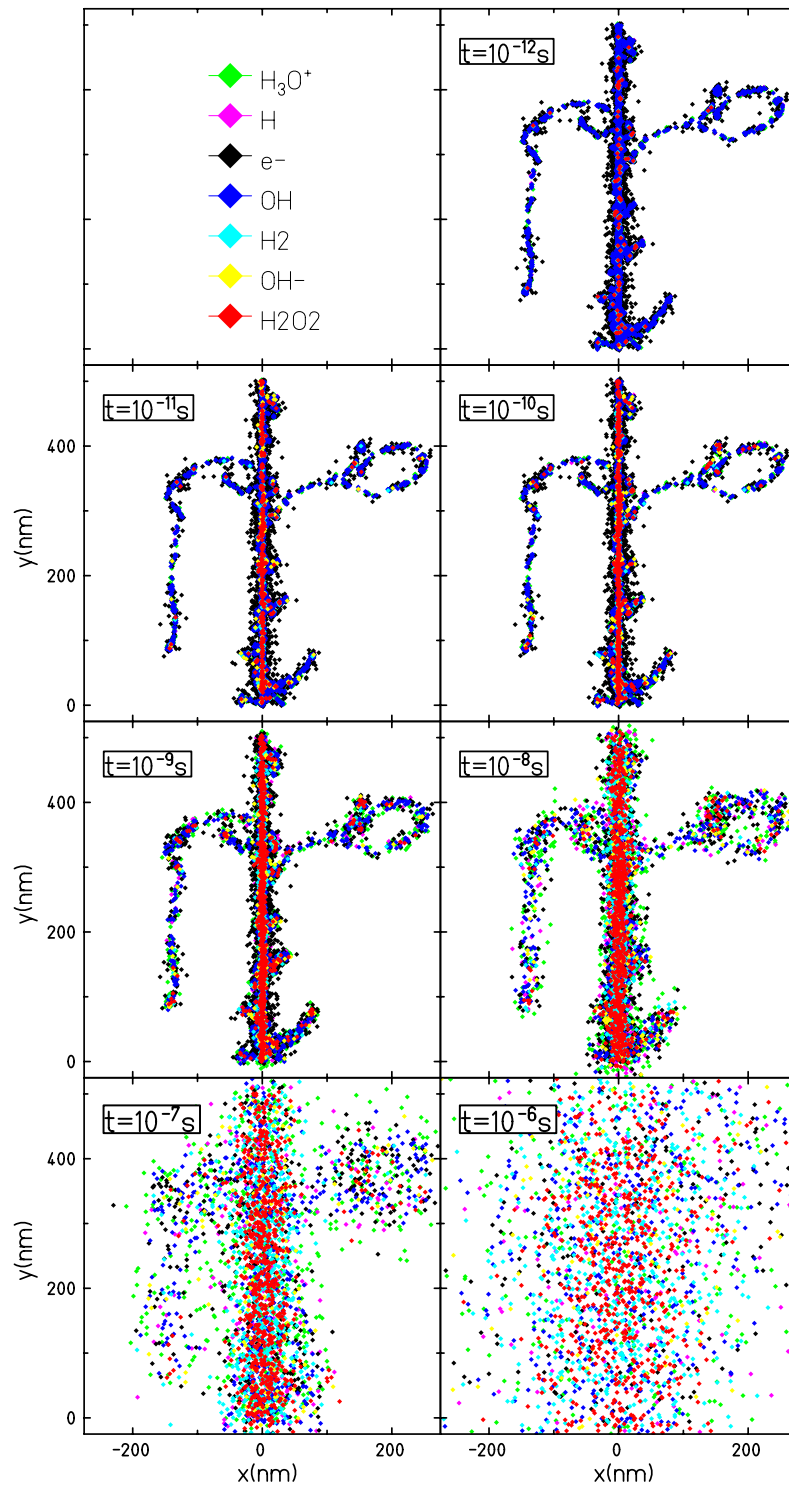 t=10⁻¹²s
H₃O⁺
H
e-
OH
H2
OH-
H2O2
t=10⁻¹¹s
t=10⁻¹⁰s
400
200
0
y(nm)
t=10⁻⁹s
t=10⁻⁸s
400
200
0
y(nm)
t=10⁻⁷s
t=10⁻⁶s
400
200
0
y(nm)
-200 0 200 -200 0 200
x(nm) x(nm)